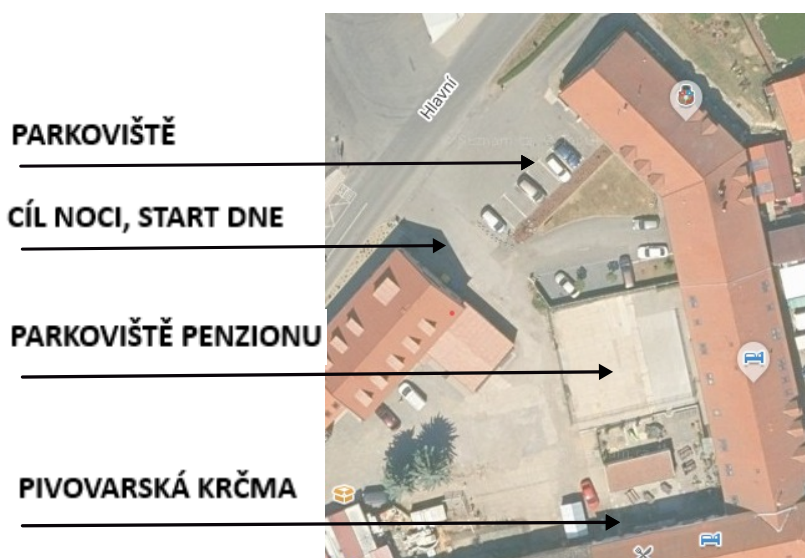 Hlavní
PARKOVIŠTĚ
CÍL NOCI, START DNE
PARKOVIŠTĚ PENZIONU
PIVOVARSKÁ KRČMA